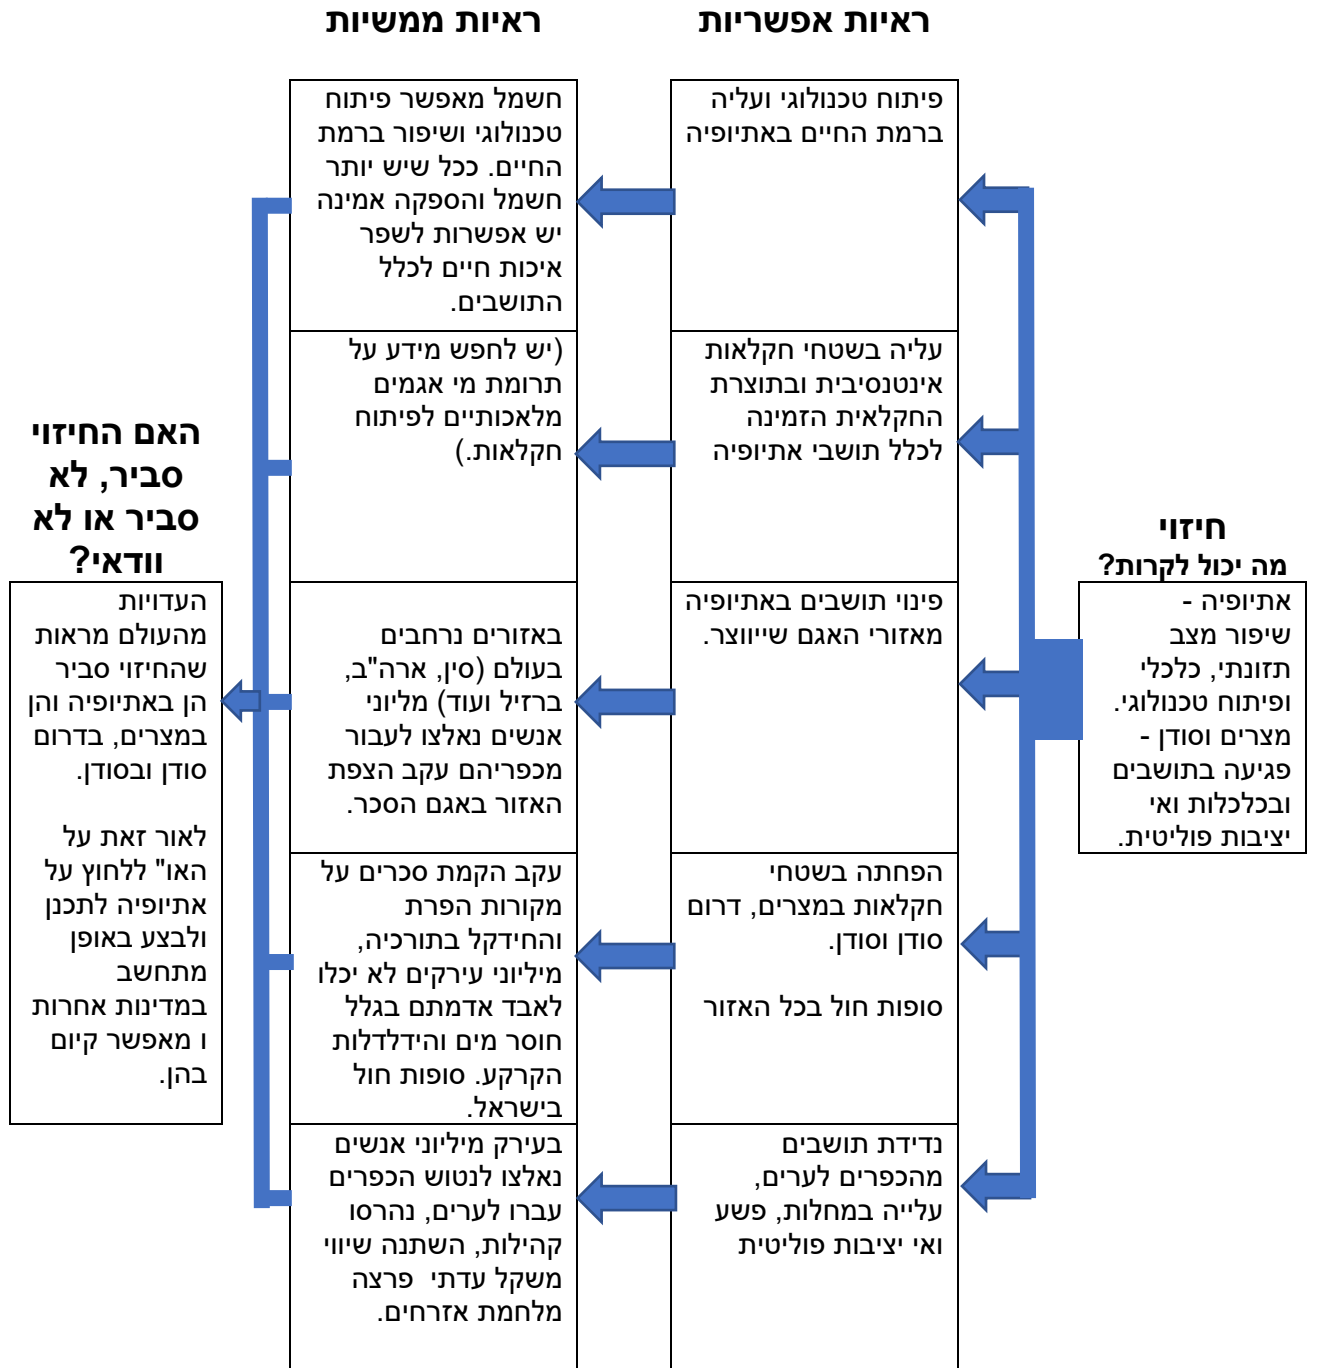 ראיות אפשריות
ראיות ממשיות
חיזוי
מה יכול לקרות?
אתיופיה -
שיפור מצב
תזונתי, כלכלי
ופיתוח טכנולוגי.
מצרים וסודן -
פגיעה בתושבים
ובכלכלות ואי
יציבות פוליטית.
פיתוח טכנולוגי ועליה
ברמת החיים באתיופיה
עליה בשטחי חקלאות
אינטנסיבית ובתוצרת
החקלאית הזמינה
לכלל תושבי אתיופיה
פינוי תושבים באתיופיה
מאזורי האגם שייווצר.
הפחתה בשטחי
חקלאות במצרים, דרום
סודן וסודן.
סופות חול בכל האזור
נדידת תושבים
מהכפרים לערים,
עלייה במחלות, פשע
ואי יציבות פוליטית
חשמל מאפשר פיתוח
טכנולוגי ושיפור ברמת
החיים. ככל שיש יותר
חשמל והספקה אמינה
יש אפשרות לשפר
איכות חיים לכלל
התושבים.
(יש לחפש מידע על
תרומת מי אגמים
מלאכותיים לפיתוח
חקלאות.)
באזורים נרחבים
בעולם (סין, ארה"ב,
ברזיל ועוד) מליוני
אנשים נאלצו לעבור
מכפריהם עקב הצפת
האזור באגם הסכר.
עקב הקמת סכרים על
מקורות הפרת
והחידקל בתורכיה,
מיליוני עירקים לא יכלו
לאבד אדמתם בגלל
חוסר מים והידלדלות
הקרקע. סופות חול
בישראל.
בעירק מיליוני אנשים
נאלצו לנטוש הכפרים
עברו לערים, נהרסו
קהילות, השתנה שיווי
משקל עדתי  פרצה
מלחמת אזרחים.
האם החיזוי
סביר, לא
סביר או לא
וודאי?
העדויות
מהעולם מראות
שהחיזוי סביר
הן באתיופיה והן
במצרים, בדרום
סודן ובסודן.
לאור זאת על
האו" ללחוץ על
אתיופיה לתכנן
ולבצע באופן
מתחשב
במדינות אחרות
ו מאפשר קיום
בהן.